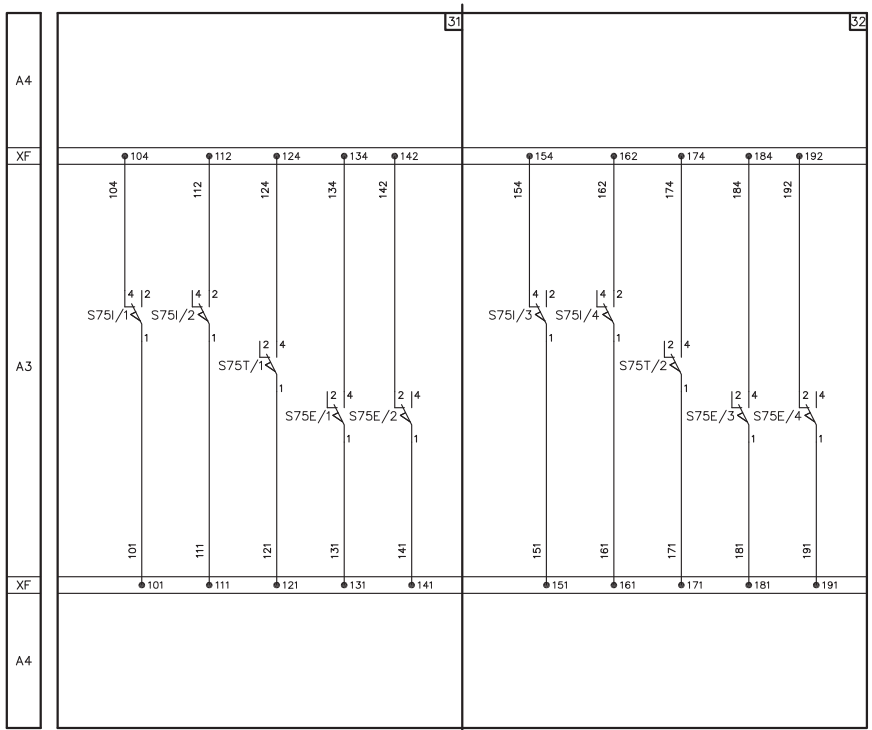 31 32
A4
XF 104 112 124 134 142 154 162 174 184 192
104 112 124 134 142 154 162 174 184 192
4 2 4 2 4 2 4 2
S75I/1 S75I/2 S75I/3 S75I/4
1 1 1 1
2 4 2 4
A3 S75T/1 S75T/2
1 1
2 4 2 4 2 4 2 4
S75E/1 S75E/2 S75E/3 S75E/4
1 1 1 1
101 111 121 131 141 151 161 171 181 191
XF 101 111 121 131 141 151 161 171 181 191
A4